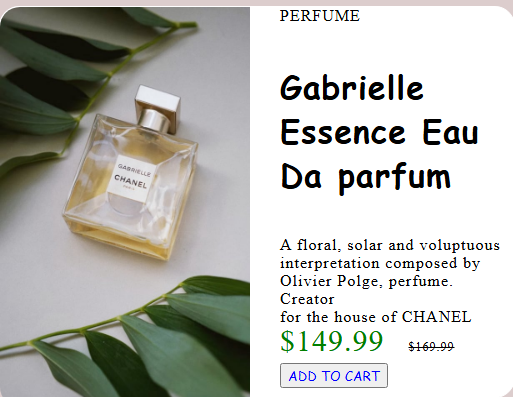 PERFUME
Gabrielle
Essence Eau
Da parfum
A floral, solar and voluptuous
interpretation composed by
Olivier Polge, perfume.
Creator
for the house of CHANEL
$149.99 $169.99
ADD TO CART
GABRIELLE
CHANEL
PARIS